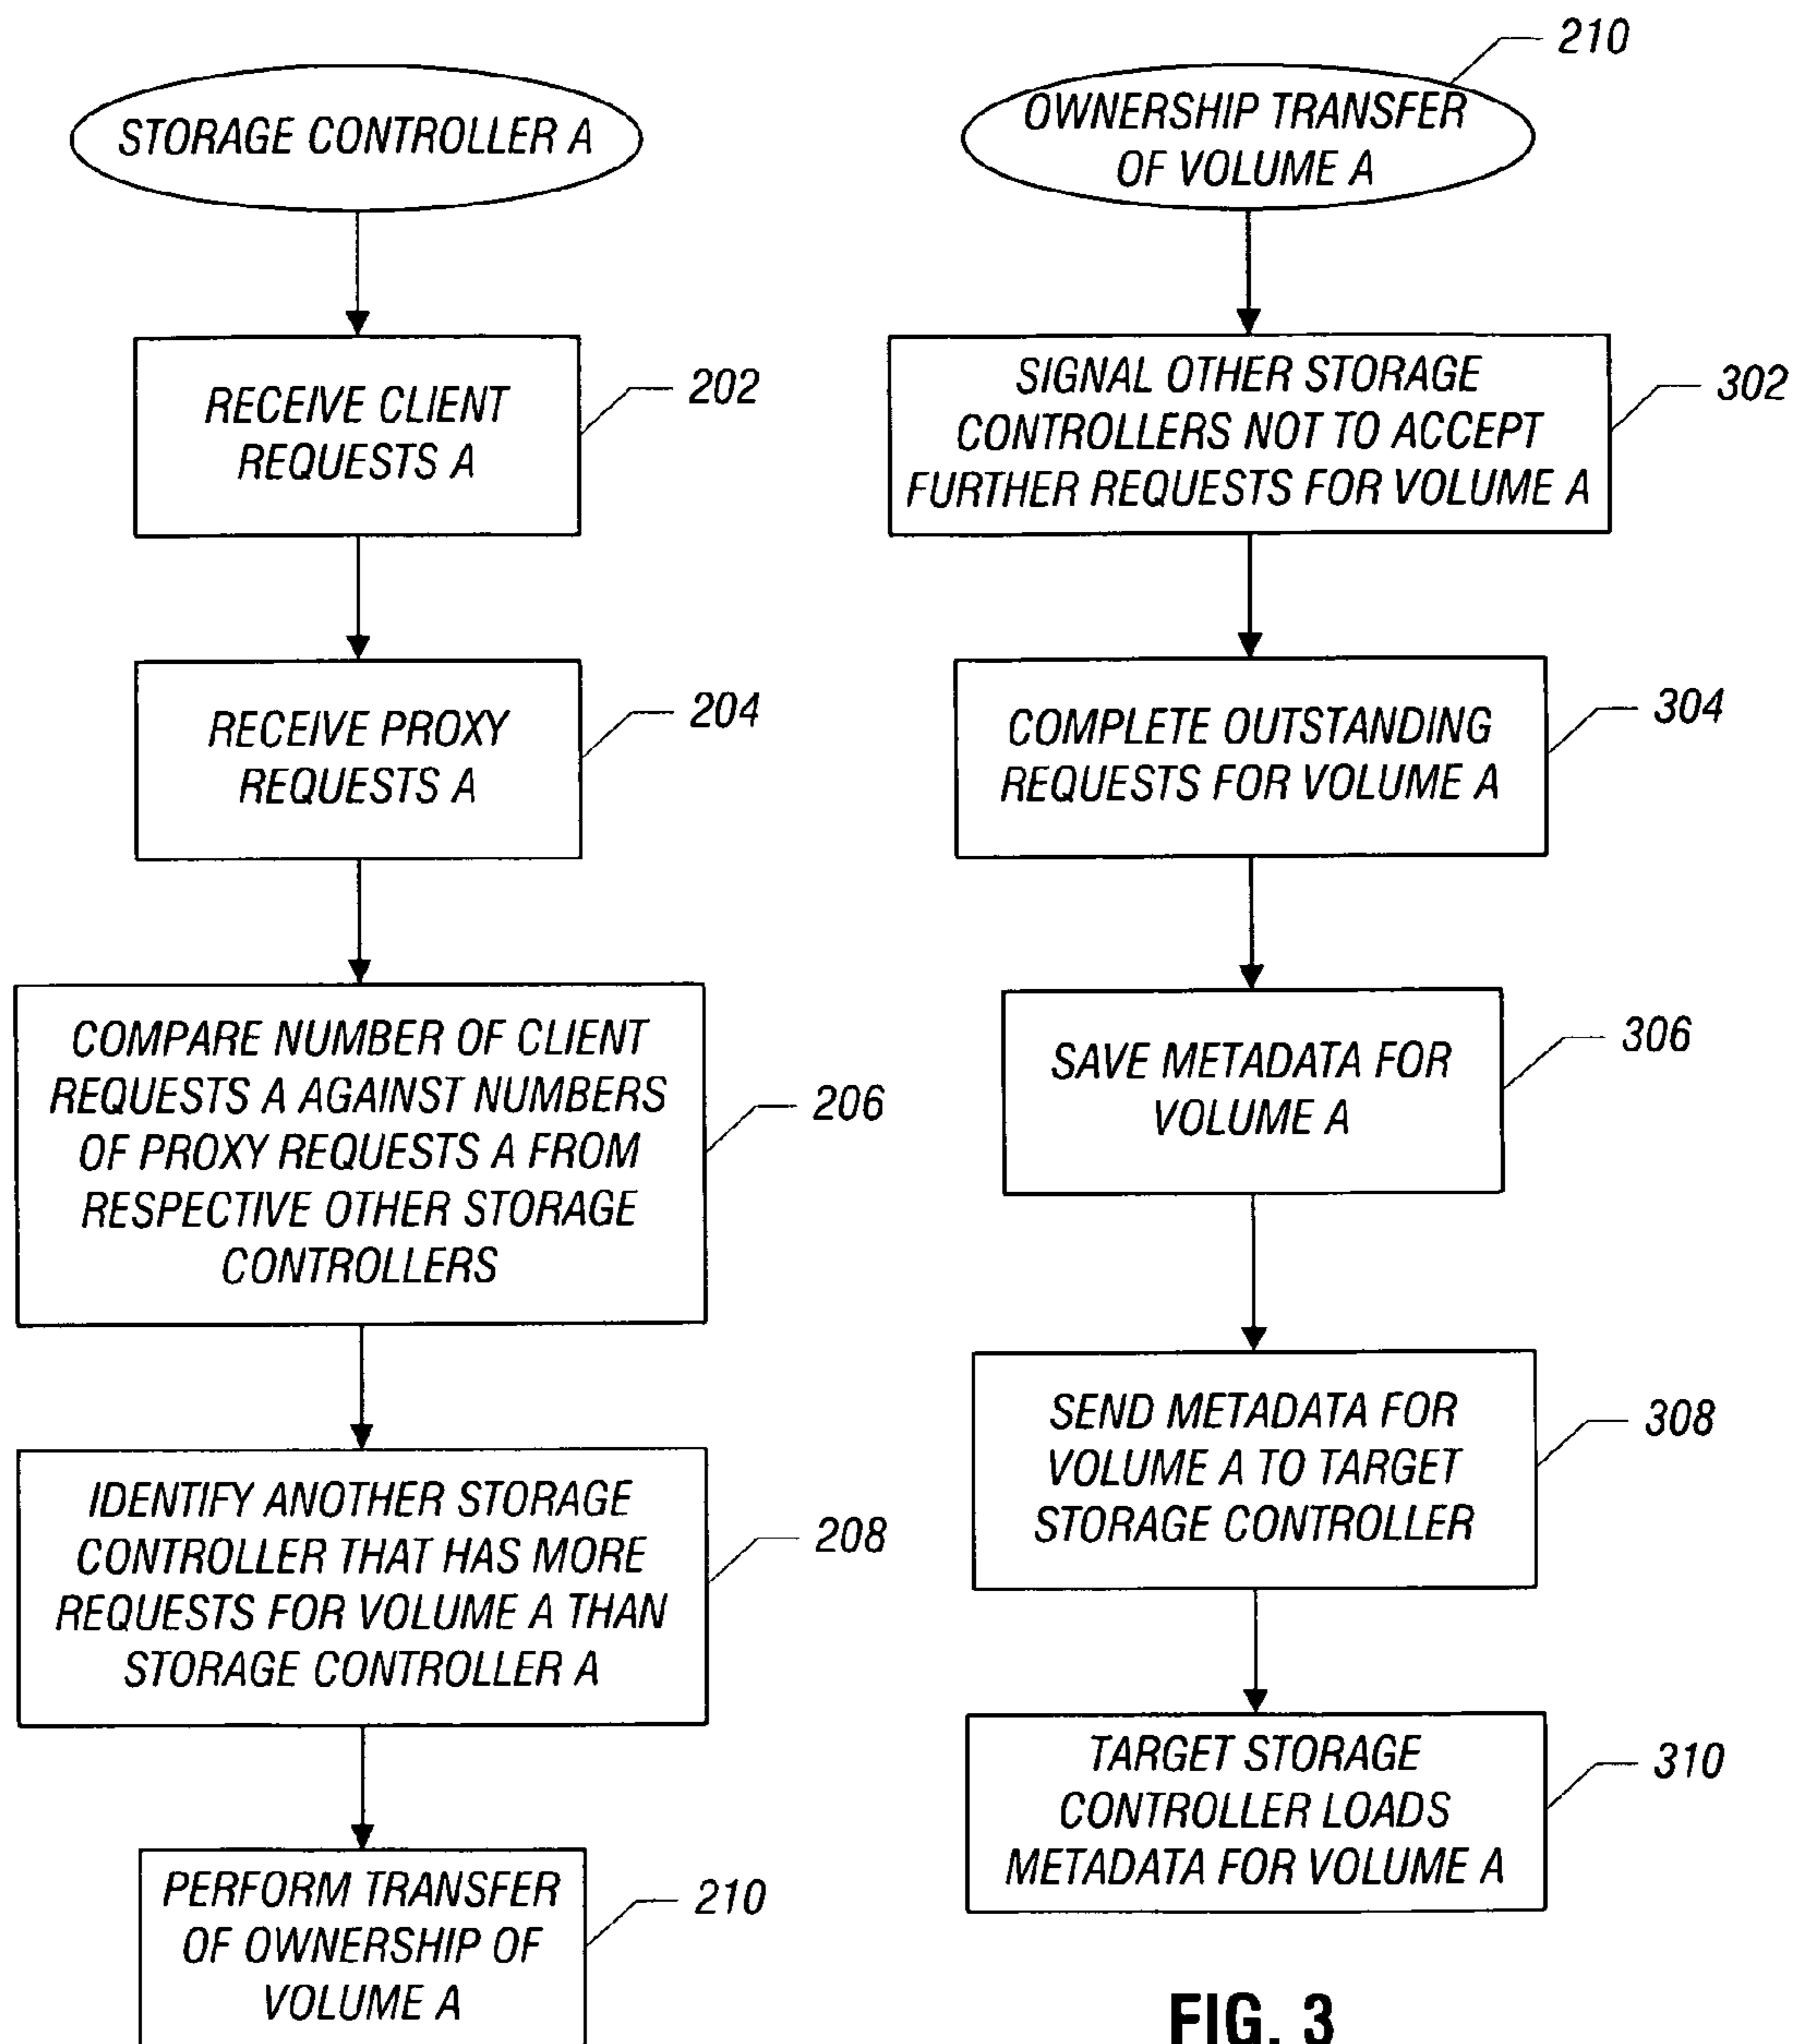 STORAGE CONTROLLER A
RECEIVE CLIENT
REQUESTS A
202
RECEIVE PROXY
REQUESTS A
204
COMPARE NUMBER OF CLIENT
REQUESTS A AGAINST NUMBERS
OF PROXY REQUESTS A FROM
RESPECTIVE OTHER STORAGE
CONTROLLERS
206
IDENTIFY ANOTHER STORAGE
CONTROLLER THAT HAS MORE
REQUESTS FOR VOLUME A THAN
STORAGE CONTROLLER A
208
PERFORM TRANSFER
OF OWNERSHIP OF
VOLUME A
210
210
OWNERSHIP TRANSFER
OF VOLUME A
SIGNAL OTHER STORAGE
CONTROLLERS NOT TO ACCEPT
FURTHER REQUESTS FOR VOLUME A
302
COMPLETE OUTSTANDING
REQUESTS FOR VOLUME A
304
SAVE METADATA FOR
VOLUME A
306
SEND METADATA FOR
VOLUME A TO TARGET
STORAGE CONTROLLER
308
TARGET STORAGE
CONTROLLER LOADS
METADATA FOR VOLUME A
310
FIG. 3